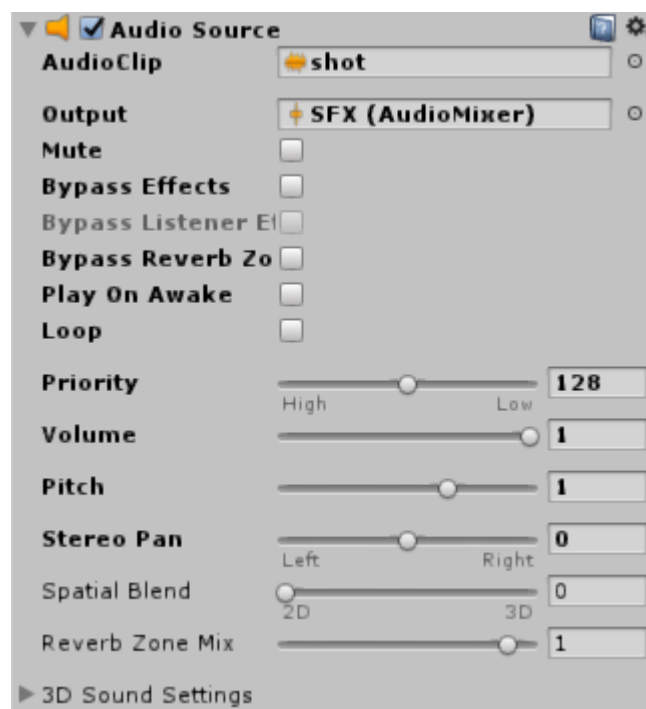 Audio Source
AudioClip shot
Output SFX (AudioMixer)
Mute
Bypass Effects
Bypass Listener Ef
Bypass Reverb Zo
Play On Awake
Loop
Priority 128
High Low
Volume 1
Pitch 1
Stereo Pan 0
Left Right
Spatial Blend 0
2D 3D
Reverb Zone Mix 1
3D Sound Settings